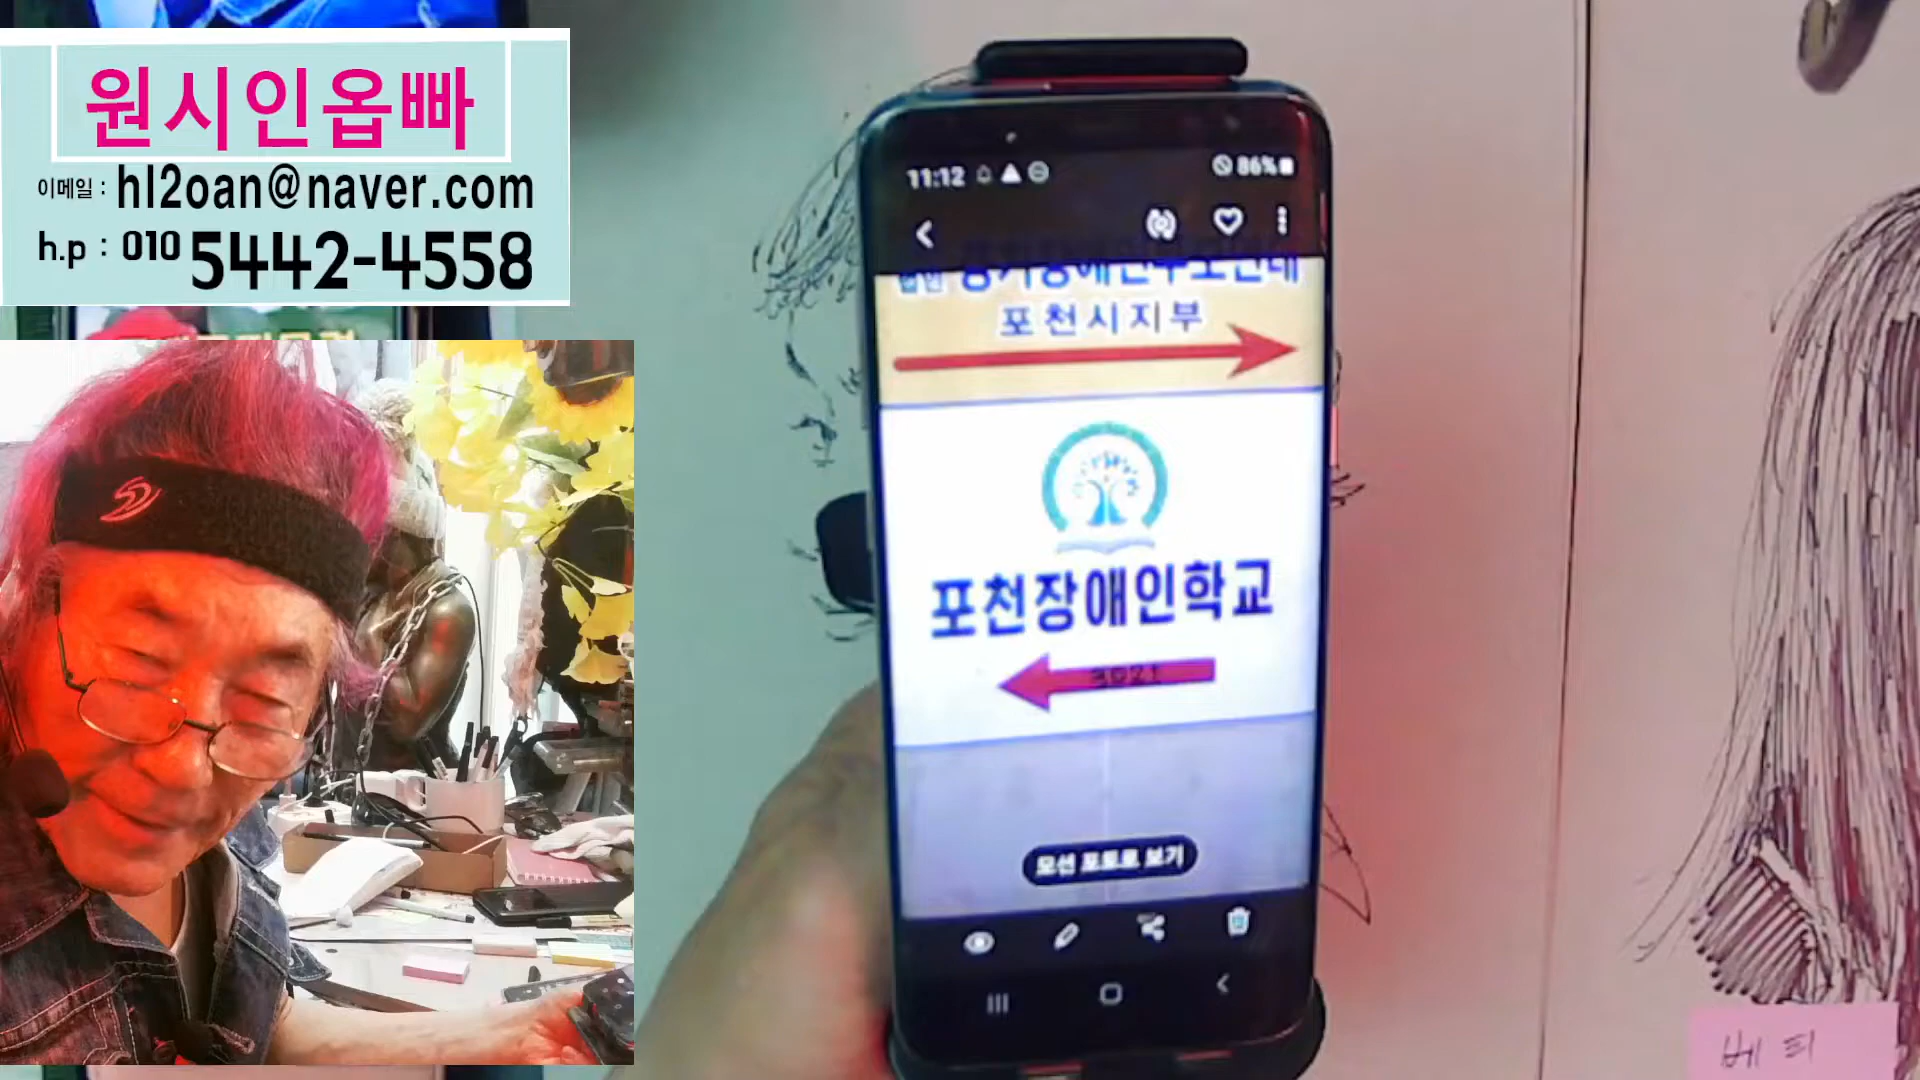 원시인옵빠
이메일 : hl2oan@naver.com
h.p : 010 5442-4558
11:12
86%
포천시지부
포천장애인학교
모션 포토로 보기
베티